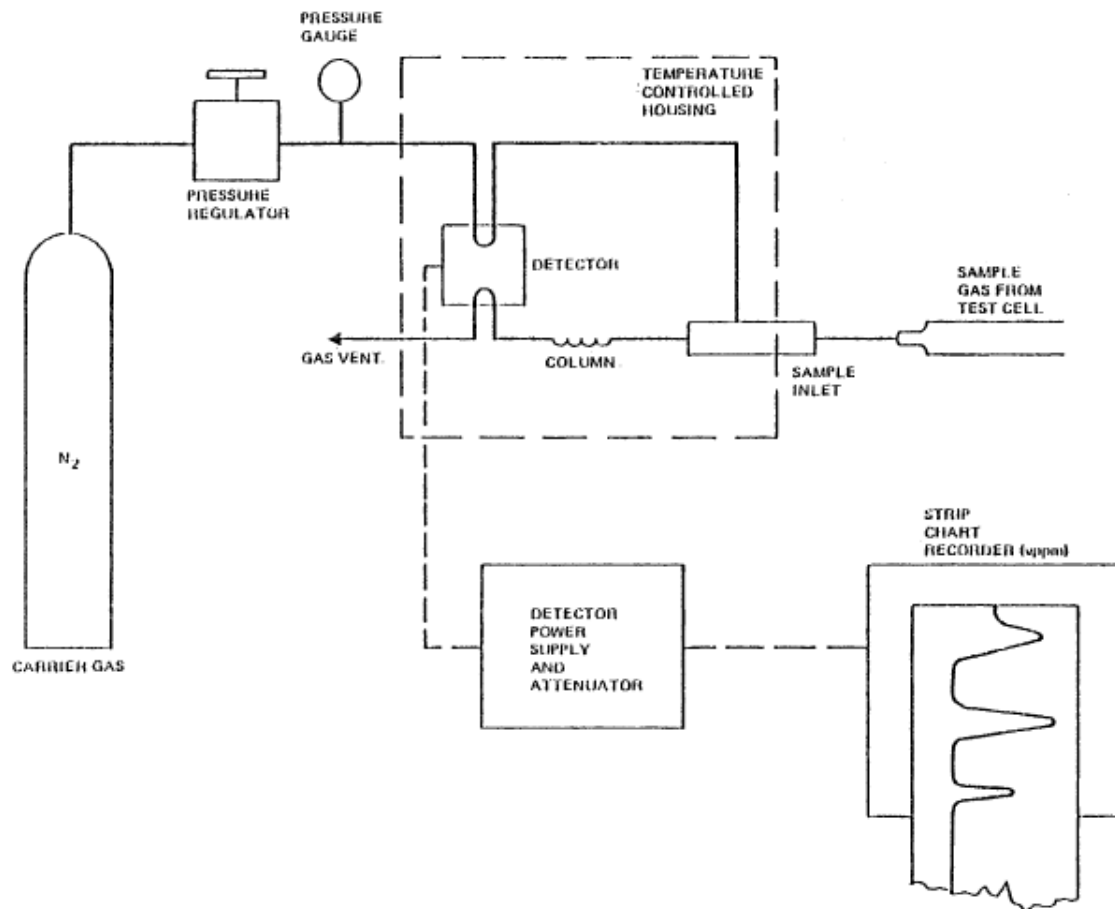 PRESSURE
GAUGE
TEMPERATURE
CONTROLLED
HOUSING
PRESSURE
REGULATOR
DETECTOR
SAMPLE
GAS FROM
TEST CELL
GAS VENT.
COLUMN
SAMPLE
INLET
N2
CARRIER GAS
STRIP
CHART
RECORDER (vppm)
DETECTOR
POWER
SUPPLY
AND
ATTENUATOR